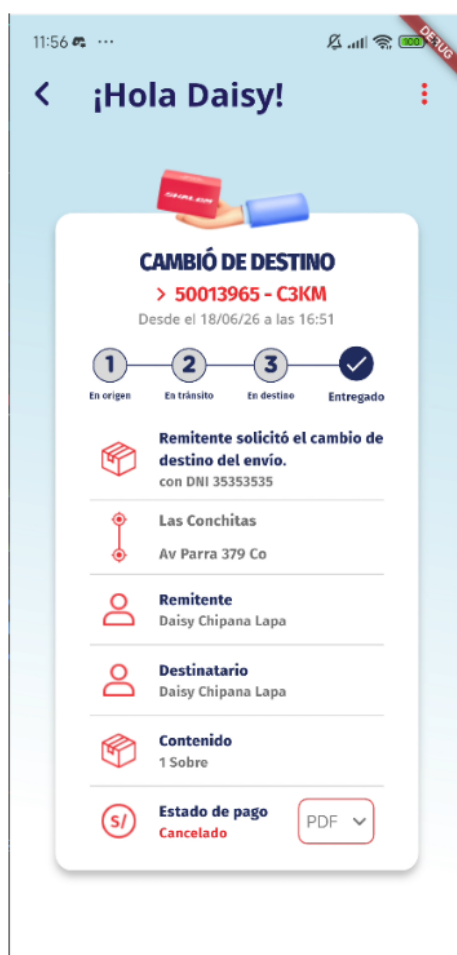 11:56 ...
100
DEBUG
¡Hola Daisy!
SHALOM
CAMBIÓ DE DESTINO
> 50013965 - C3KM
Desde el 18/06/26 a las 16:51
1 2 3
En origen En tránsito En destino Entregado
Remitente solicitó el cambio de
destino del envío.
con DNI 35353535
Las Conchitas
Av Parra 379 Co
Remitente
Daisy Chipana Lapa
Destinatario
Daisy Chipana Lapa
Contenido
1 Sobre
S/ Estado de pago
Cancelado
PDF